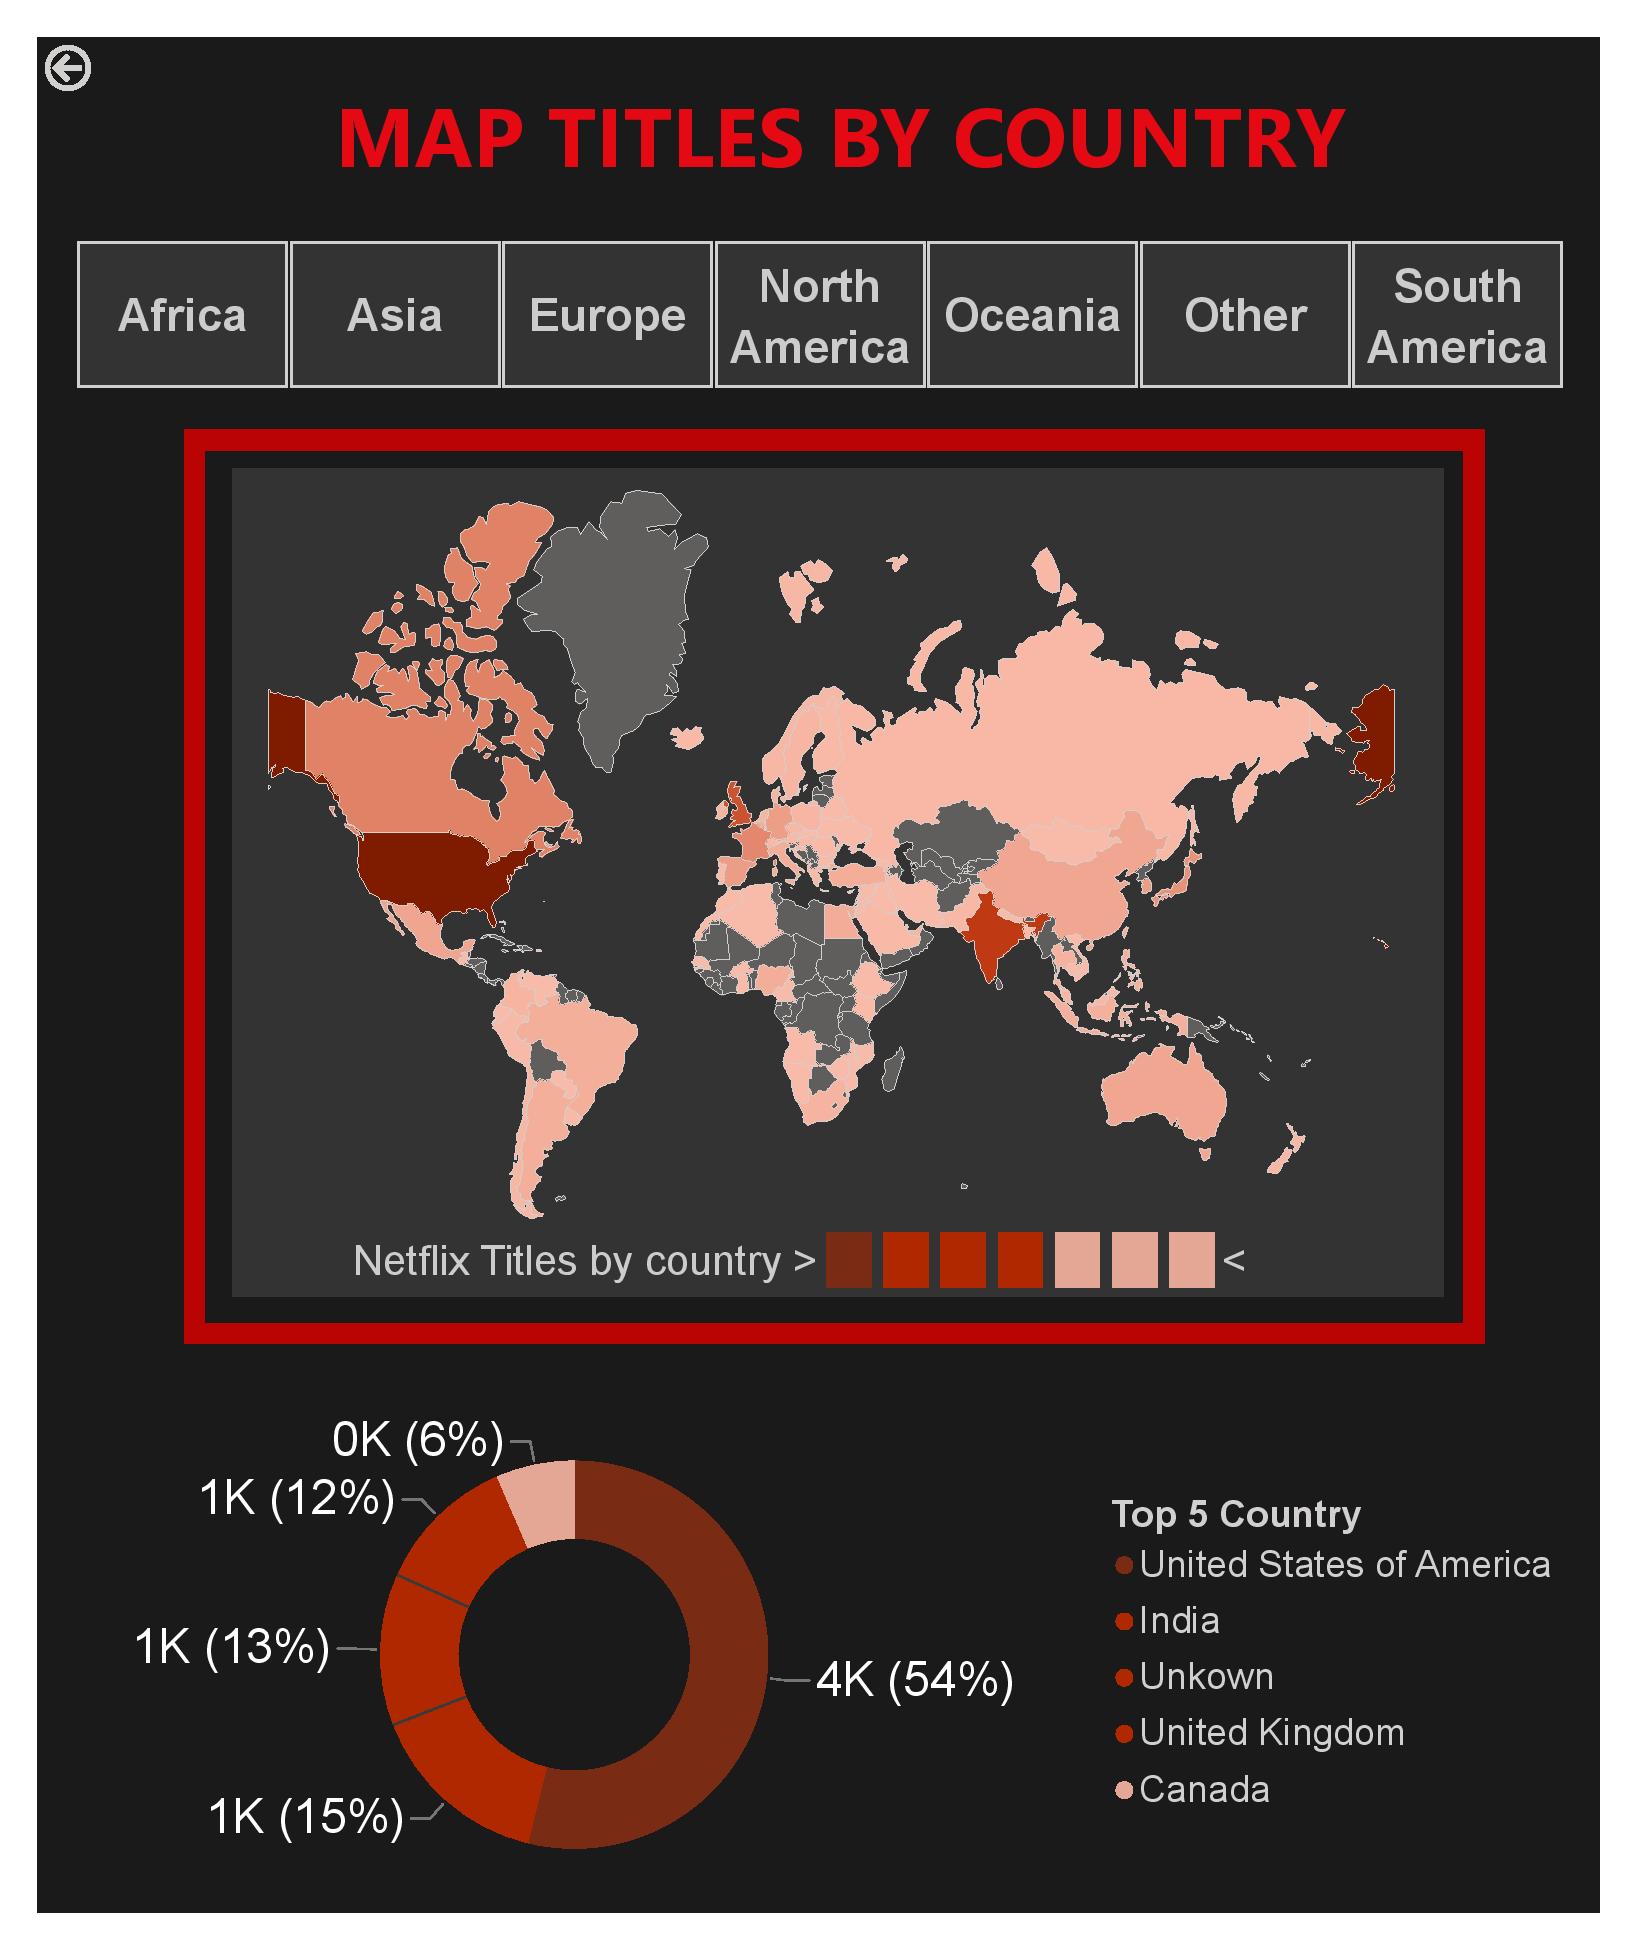 MAP TITLES BY COUNTRY
Africa
Asia
Europe
North
America
Oceania
Other
South
America
Netflix Titles by country > <
0K (6%)
1K (12%)
1K (13%)
1K (15%)
4K (54%)
Top 5 Country
United States of America
India
Unkown
United Kingdom
Canada